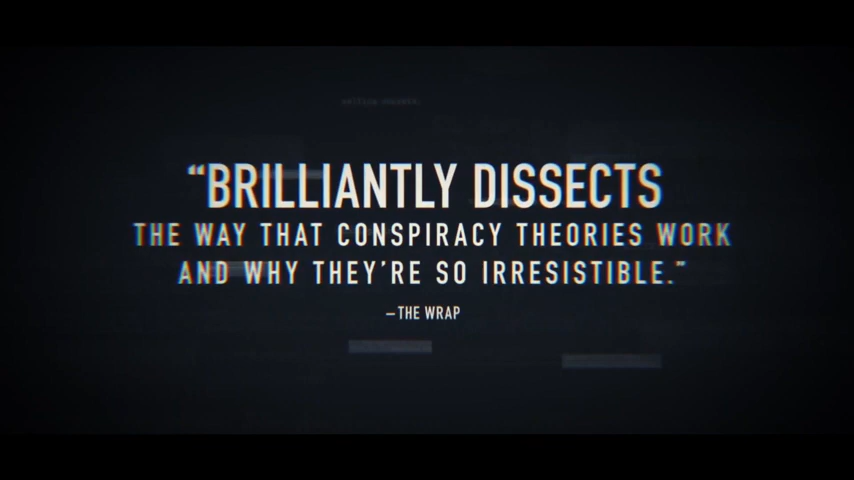 “BRILLIANTLY DISSECTS
THE WAY THAT CONSPIRACY THEORIES WORK
AND WHY THEY’RE SO IRRESISTIBLE.”
–THE WRAP